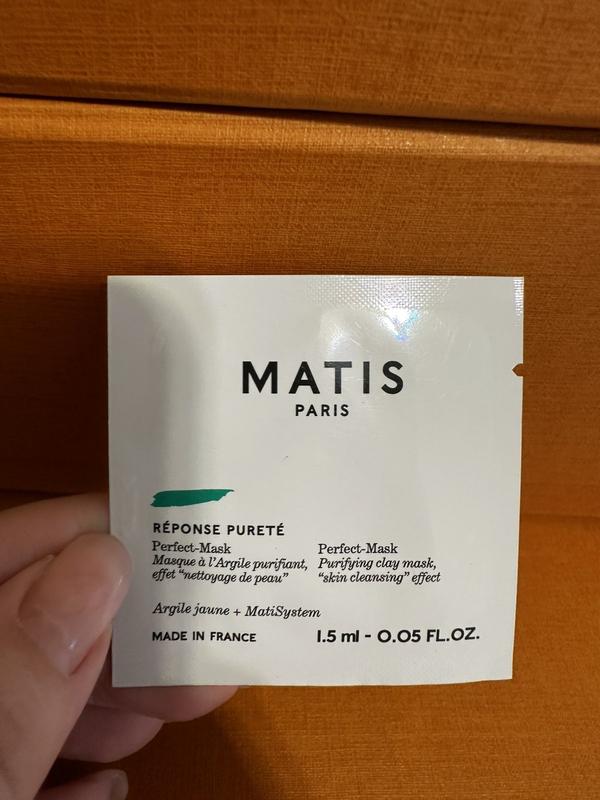 MATIS
PARIS
RÉPONSE PURETÉ
Perfect-Mask
Masque à l'Argile purifiant,
effet "nettoyage de peau"
Perfect-Mask
Purifying clay mask,
"skin cleansing" effect
Argile jaune + MatiSystem
MADE IN FRANCE
1.5 ml - 0.05 FL.OZ.